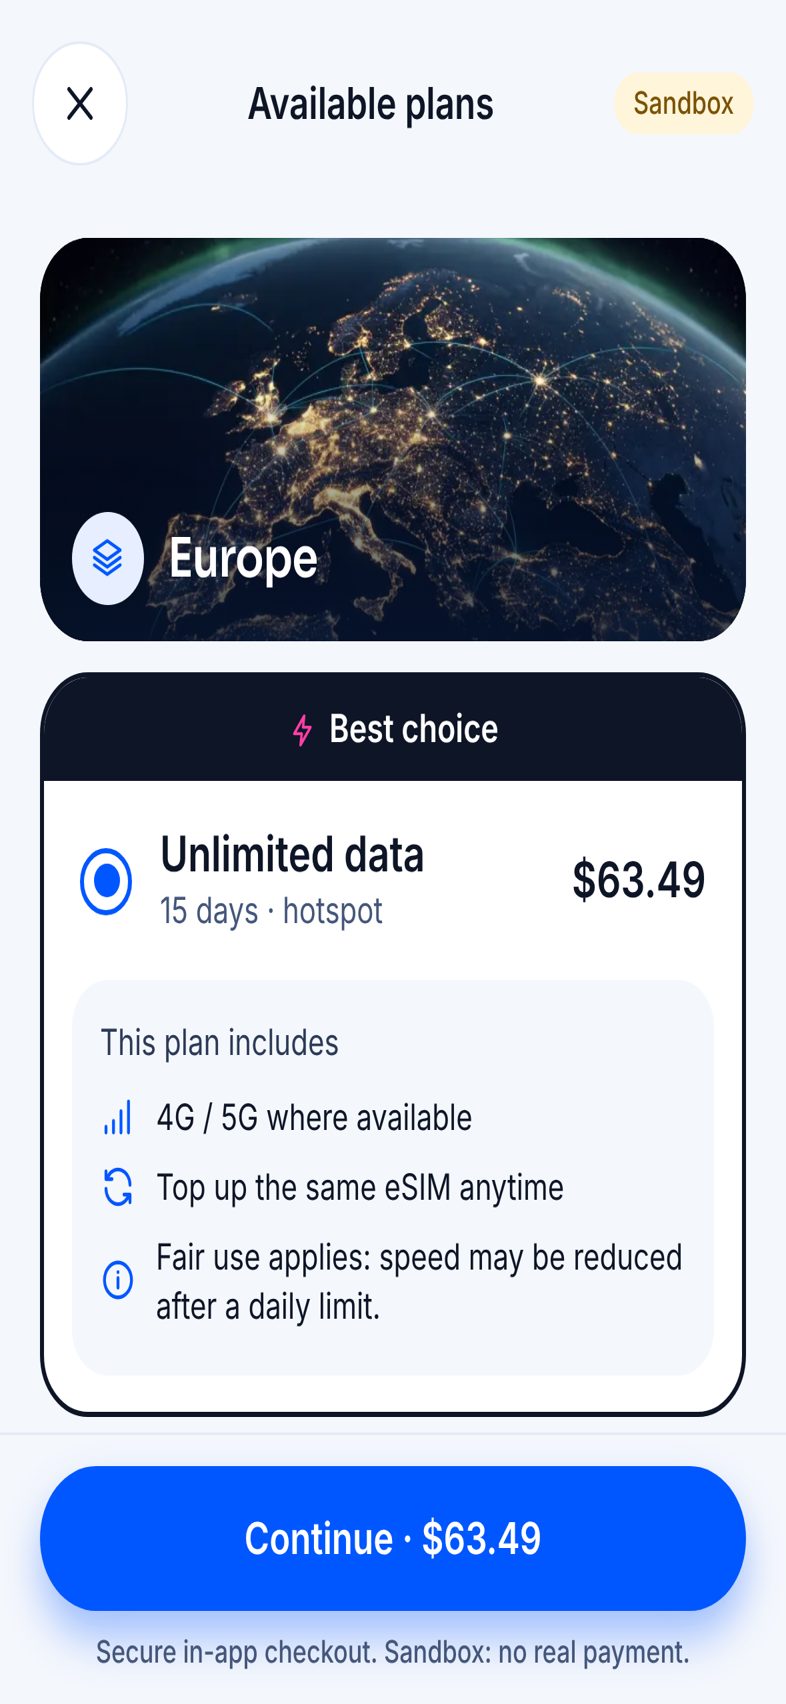 Available plans
Sandbox
Europe
Best choice
Unlimited data
$63.49
15 days · hotspot
This plan includes
4G / 5G where available
Top up the same eSIM anytime
Fair use applies: speed may be reduced
after a daily limit.
Continue · $63.49
Secure in-app checkout. Sandbox: no real payment.